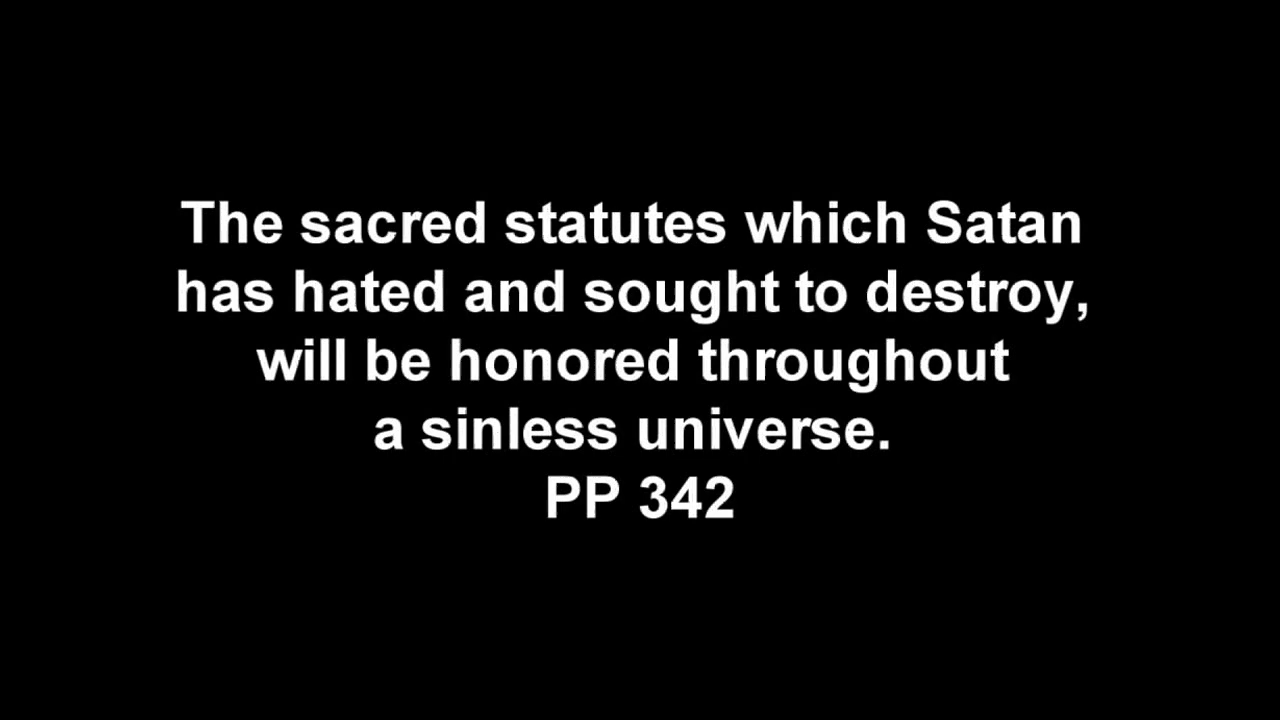 The sacred statutes which Satan
has hated and sought to destroy,
will be honored throughout
a sinless universe.
PP 342